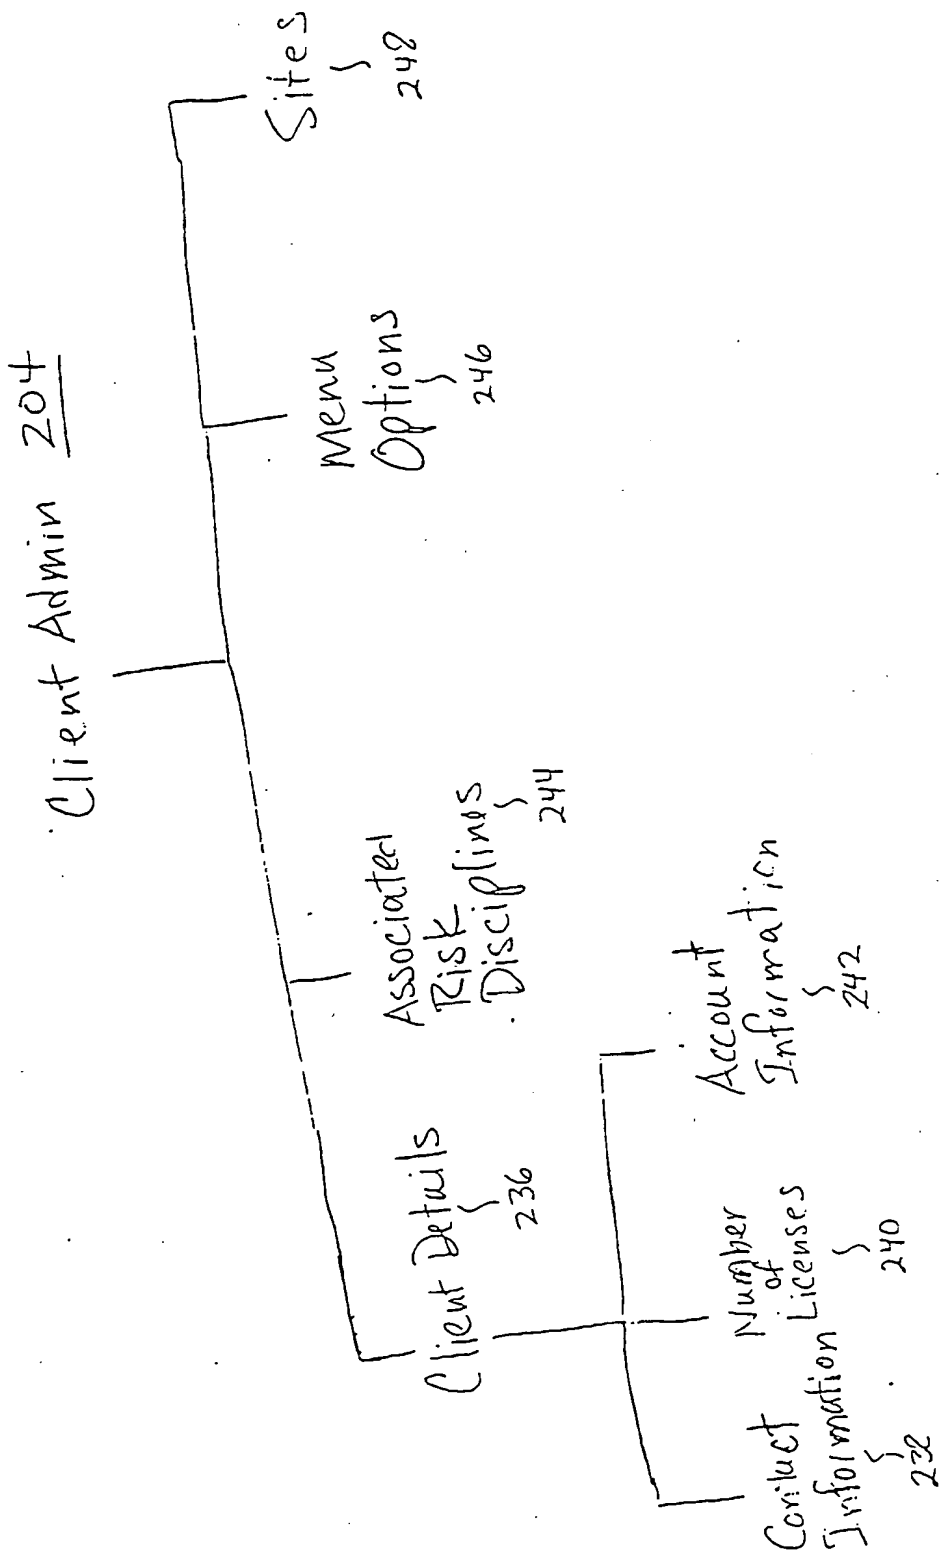 Client Admin 204
Client Details
236
Associated
Risk
Disciplines
244
Menu
Options
246
Sites
248
Contact
Information
238
Number
of
Licenses
240
Account
Information
242